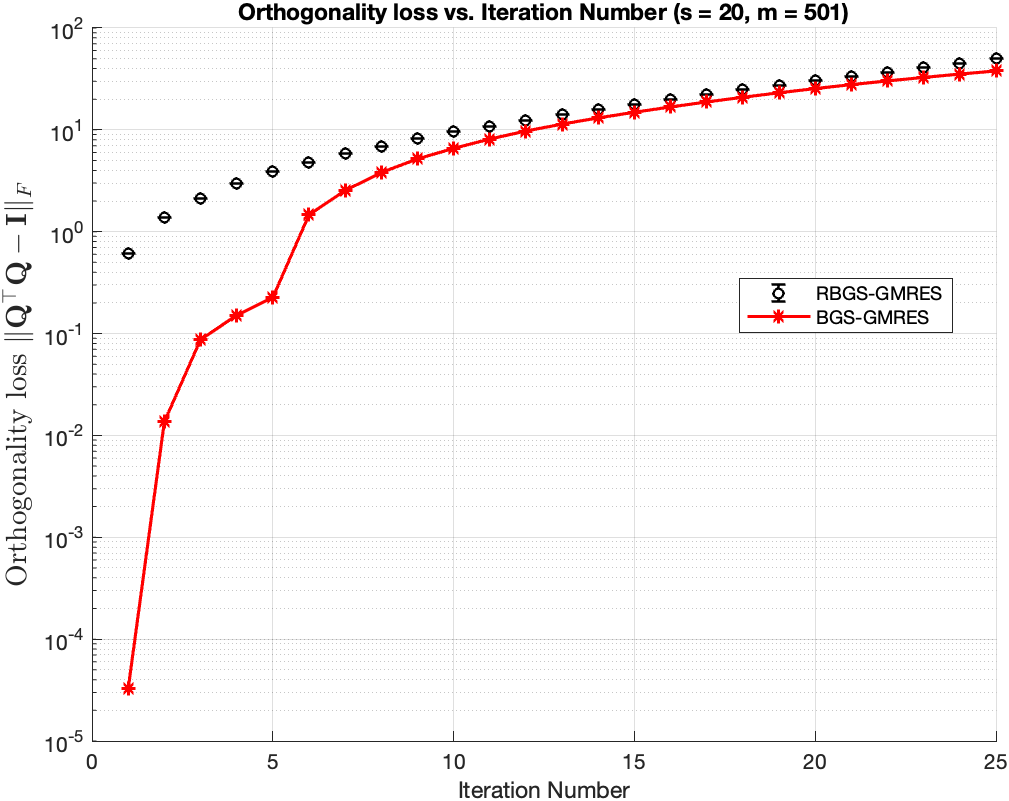 Orthogonality loss vs. Iteration Number (s = 20, m = 501)
Orthogonality loss ‖Q⊤Q − I‖F
10^2
10^1
10^0
10^-1
10^-2
10^-3
10^-4
10^-5
RBGS-GMRES
BGS-GMRES
0 5 10 15 20 25
Iteration Number